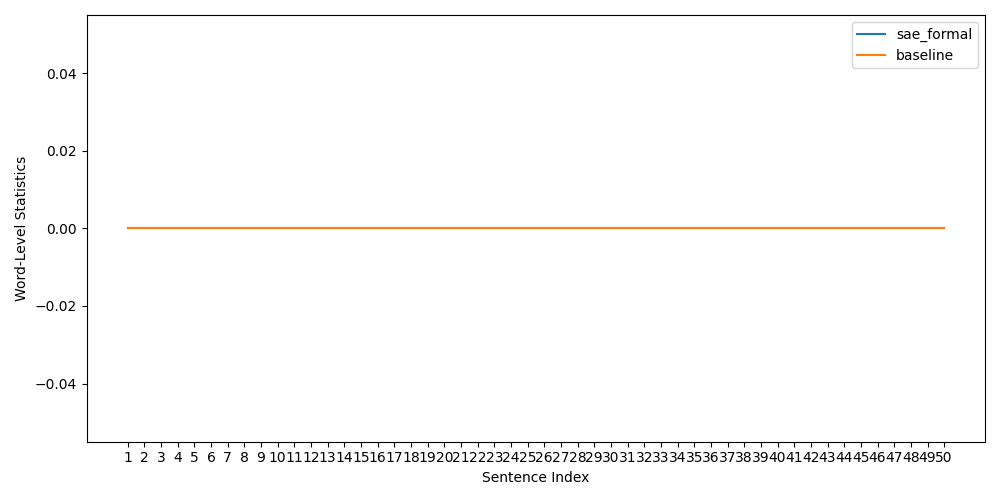 sae_formal
baseline
0.04
0.02
0.00
−0.02
−0.04
Word-Level Statistics
1 2 3 4 5 6 7 8 9 10 11 12 13 14 15 16 17 18 19 20 21 22 23 24 25 26 27 28 29 30 31 32 33 34 35 36 37 38 39 40 41 42 43 44 45 46 47 48 49 50
Sentence Index